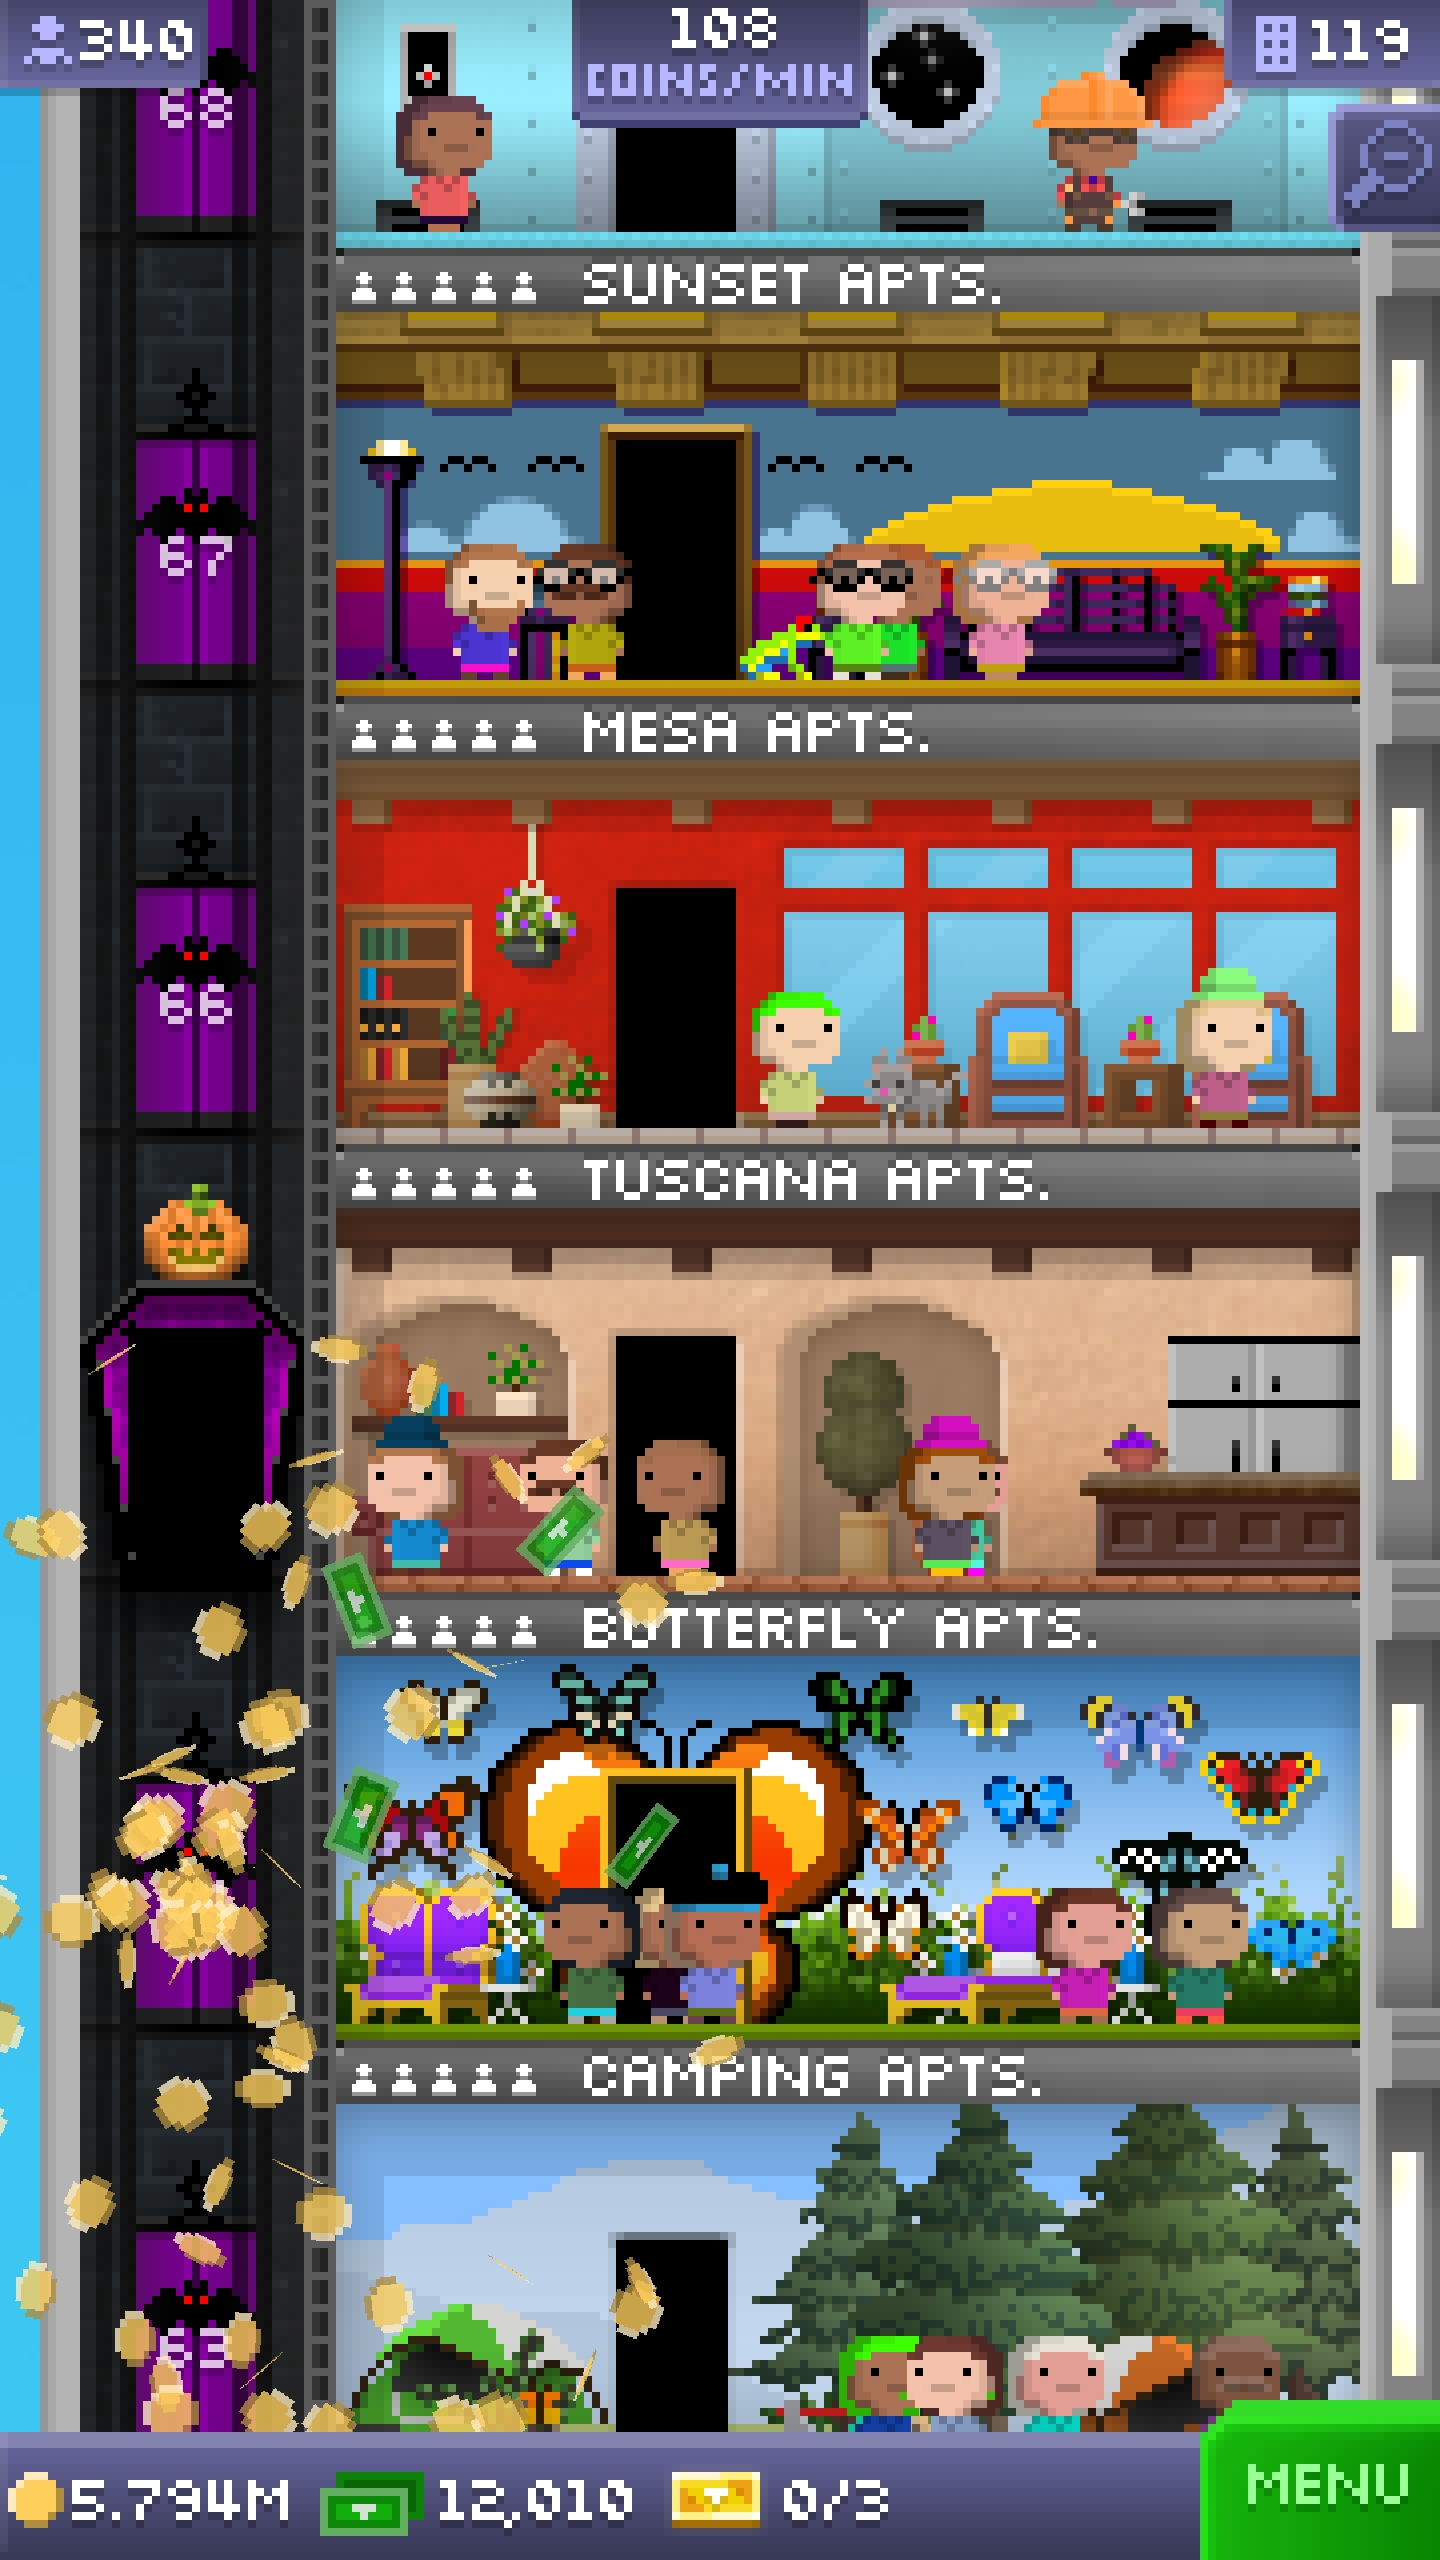 340
108
COINS/MIN
119
68
SUNSET APTS.
67
MESA APTS.
66
TUSCANA APTS.
BUTTERFLY APTS.
CAMPING APTS.
63
5.794M
12,010
0/3
MENU